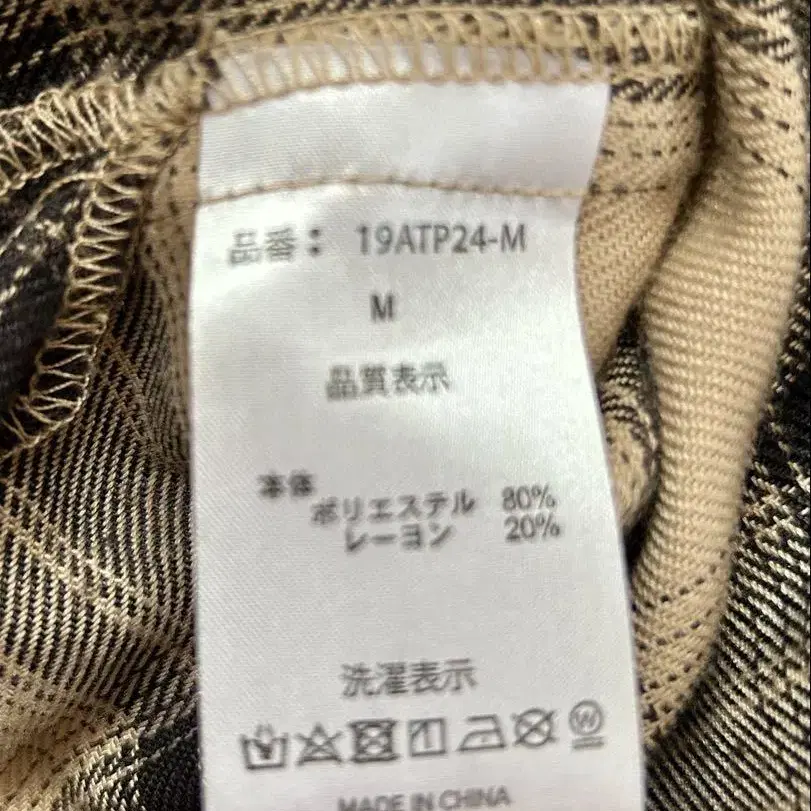 品番： 19ATP24-M
M
品質表示
本体
ポリエステル 80%
レーヨン 20%
洗濯表示
W
MADE IN CHINA